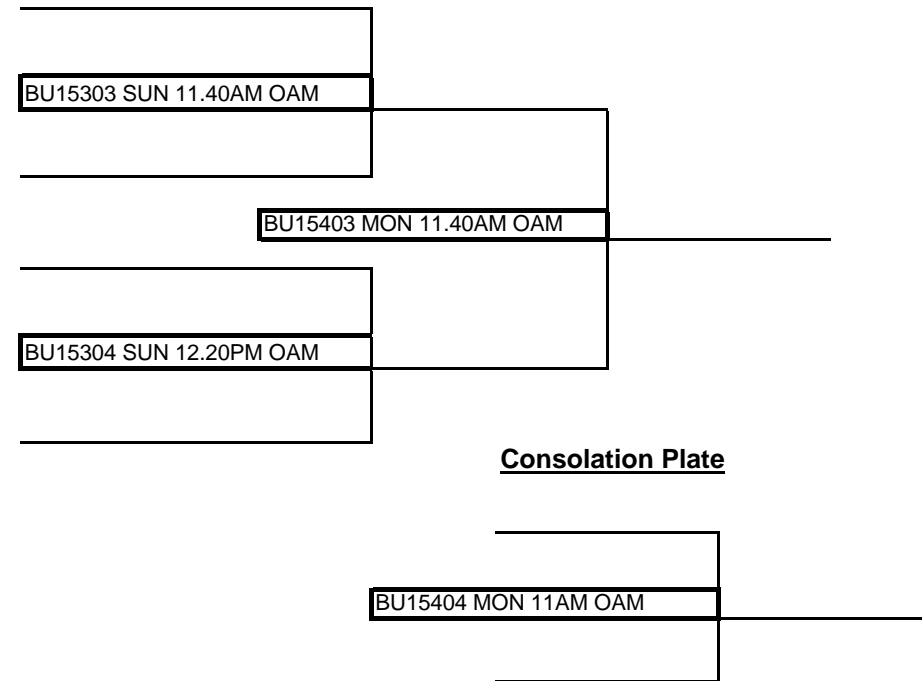 BU15303 SUN 11.40AM OAM
BU15403 MON 11.40AM OAM
BU15304 SUN 12.20PM OAM
Consolation Plate
BU15404 MON 11AM OAM